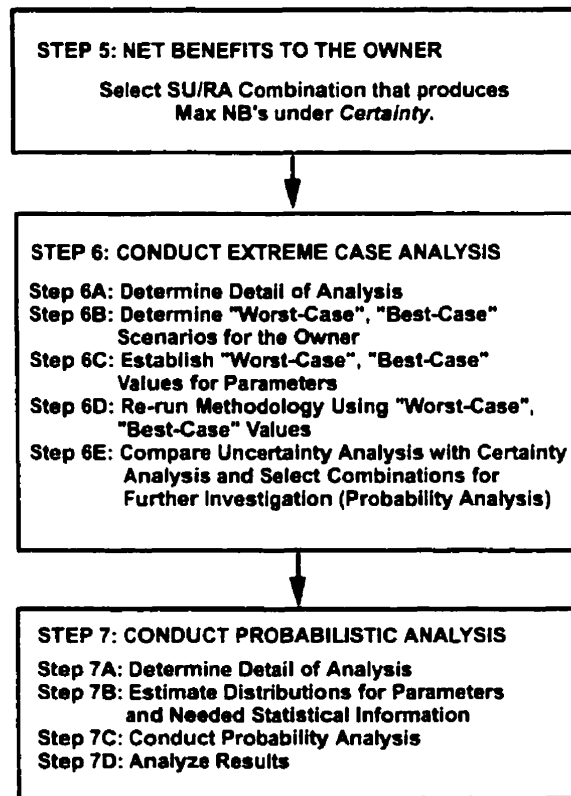 STEP 5: NET BENEFITS TO THE OWNER
Select SU/RA Combination that produces
Max NB's under Certainty.
STEP 6: CONDUCT EXTREME CASE ANALYSIS
Step 6A: Determine Detail of Analysis
Step 6B: Determine "Worst-Case", "Best-Case"
Scenarios for the Owner
Step 6C: Establish "Worst-Case", "Best-Case"
Values for Parameters
Step 6D: Re-run Methodology Using "Worst-Case",
"Best-Case" Values
Step 6E: Compare Uncertainty Analysis with Certainty
Analysis and Select Combinations for
Further Investigation (Probability Analysis)
STEP 7: CONDUCT PROBABILISTIC ANALYSIS
Step 7A: Determine Detail of Analysis
Step 7B: Estimate Distributions for Parameters
and Needed Statistical Information
Step 7C: Conduct Probability Analysis
Step 7D: Analyze Results